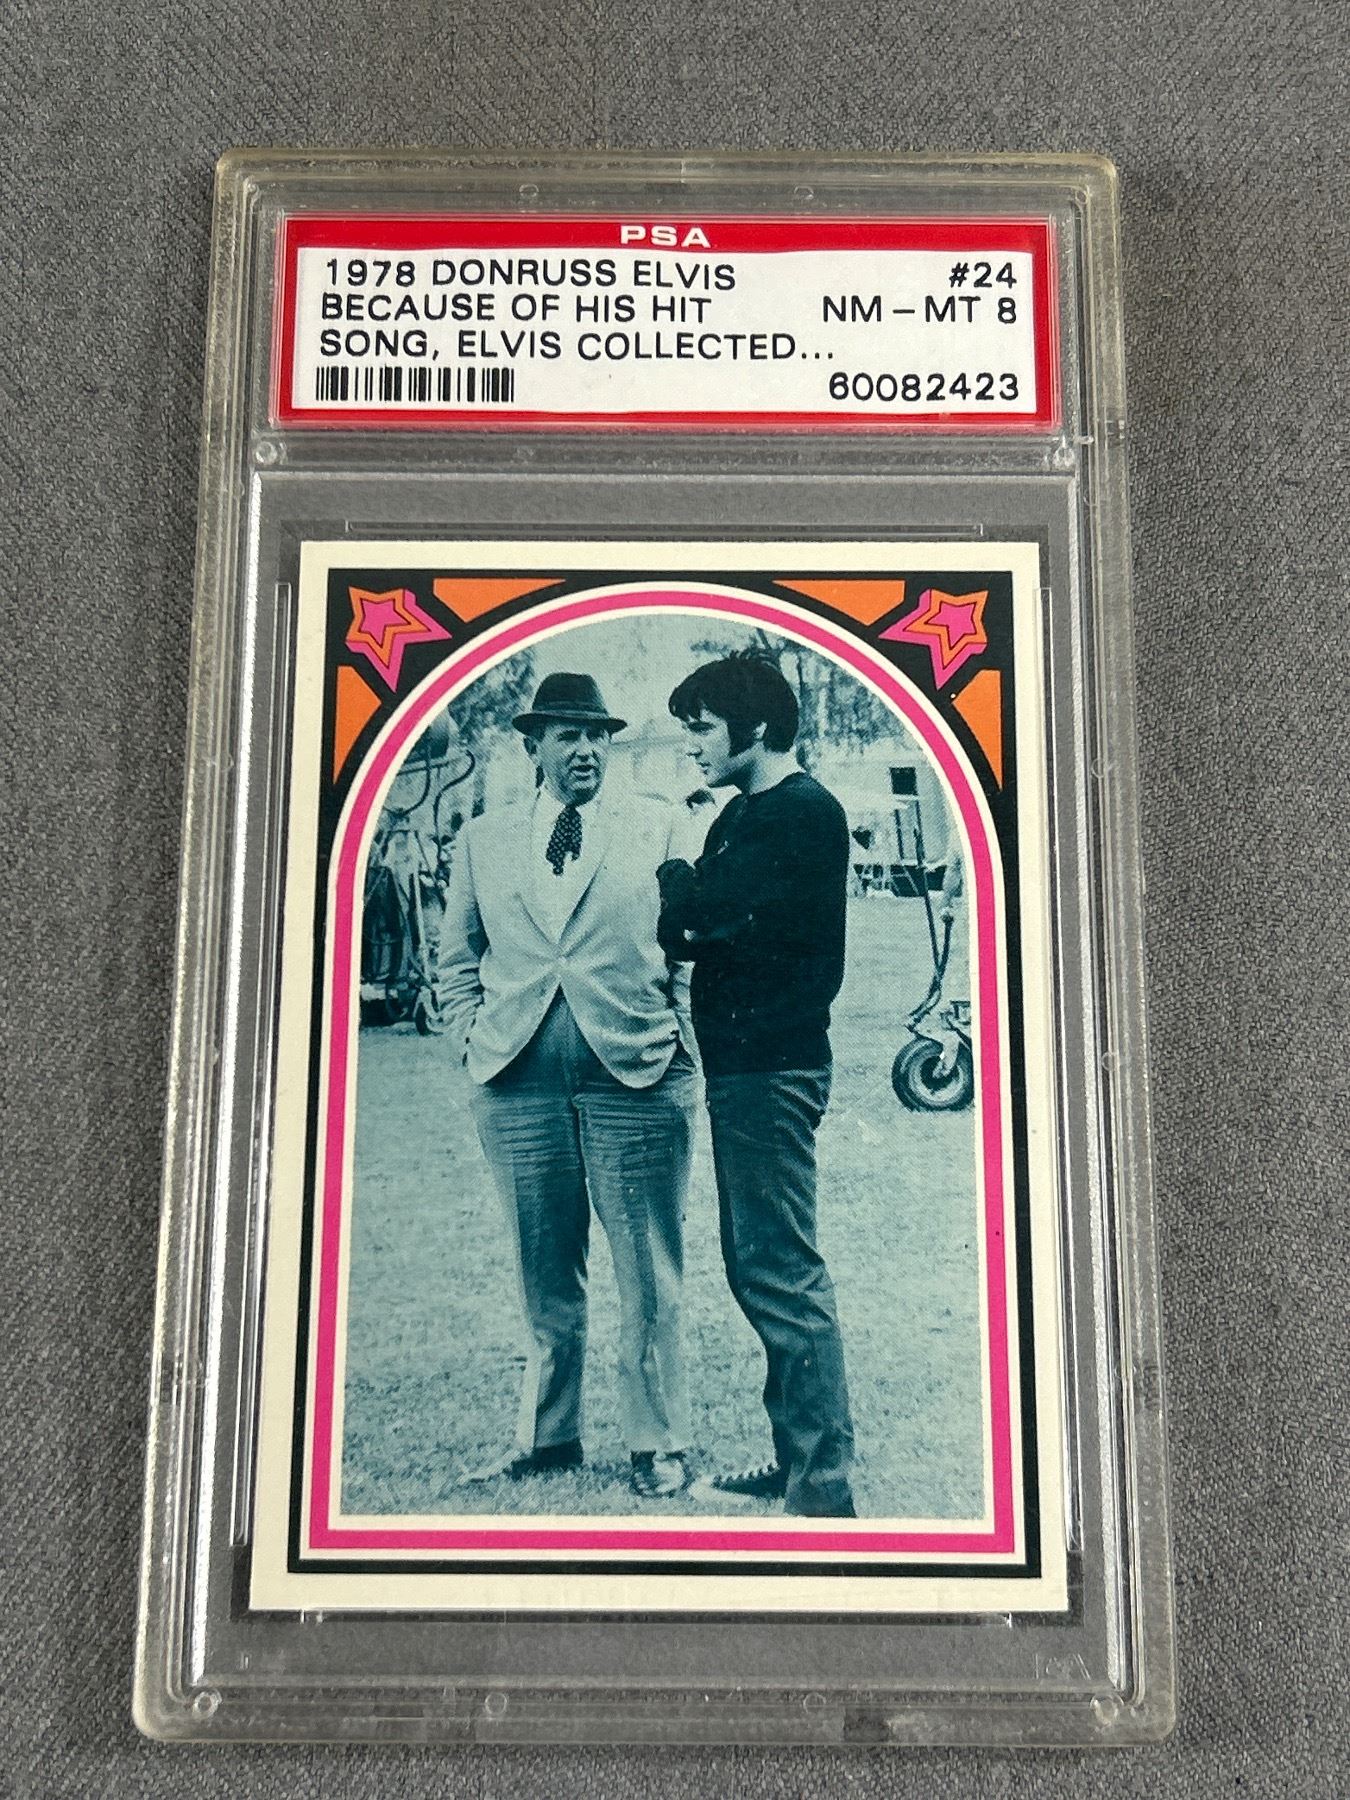 PSA
1978 DONRUSS ELVIS #24
BECAUSE OF HIS HIT NM-MT 8
SONG, ELVIS COLLECTED...
60082423